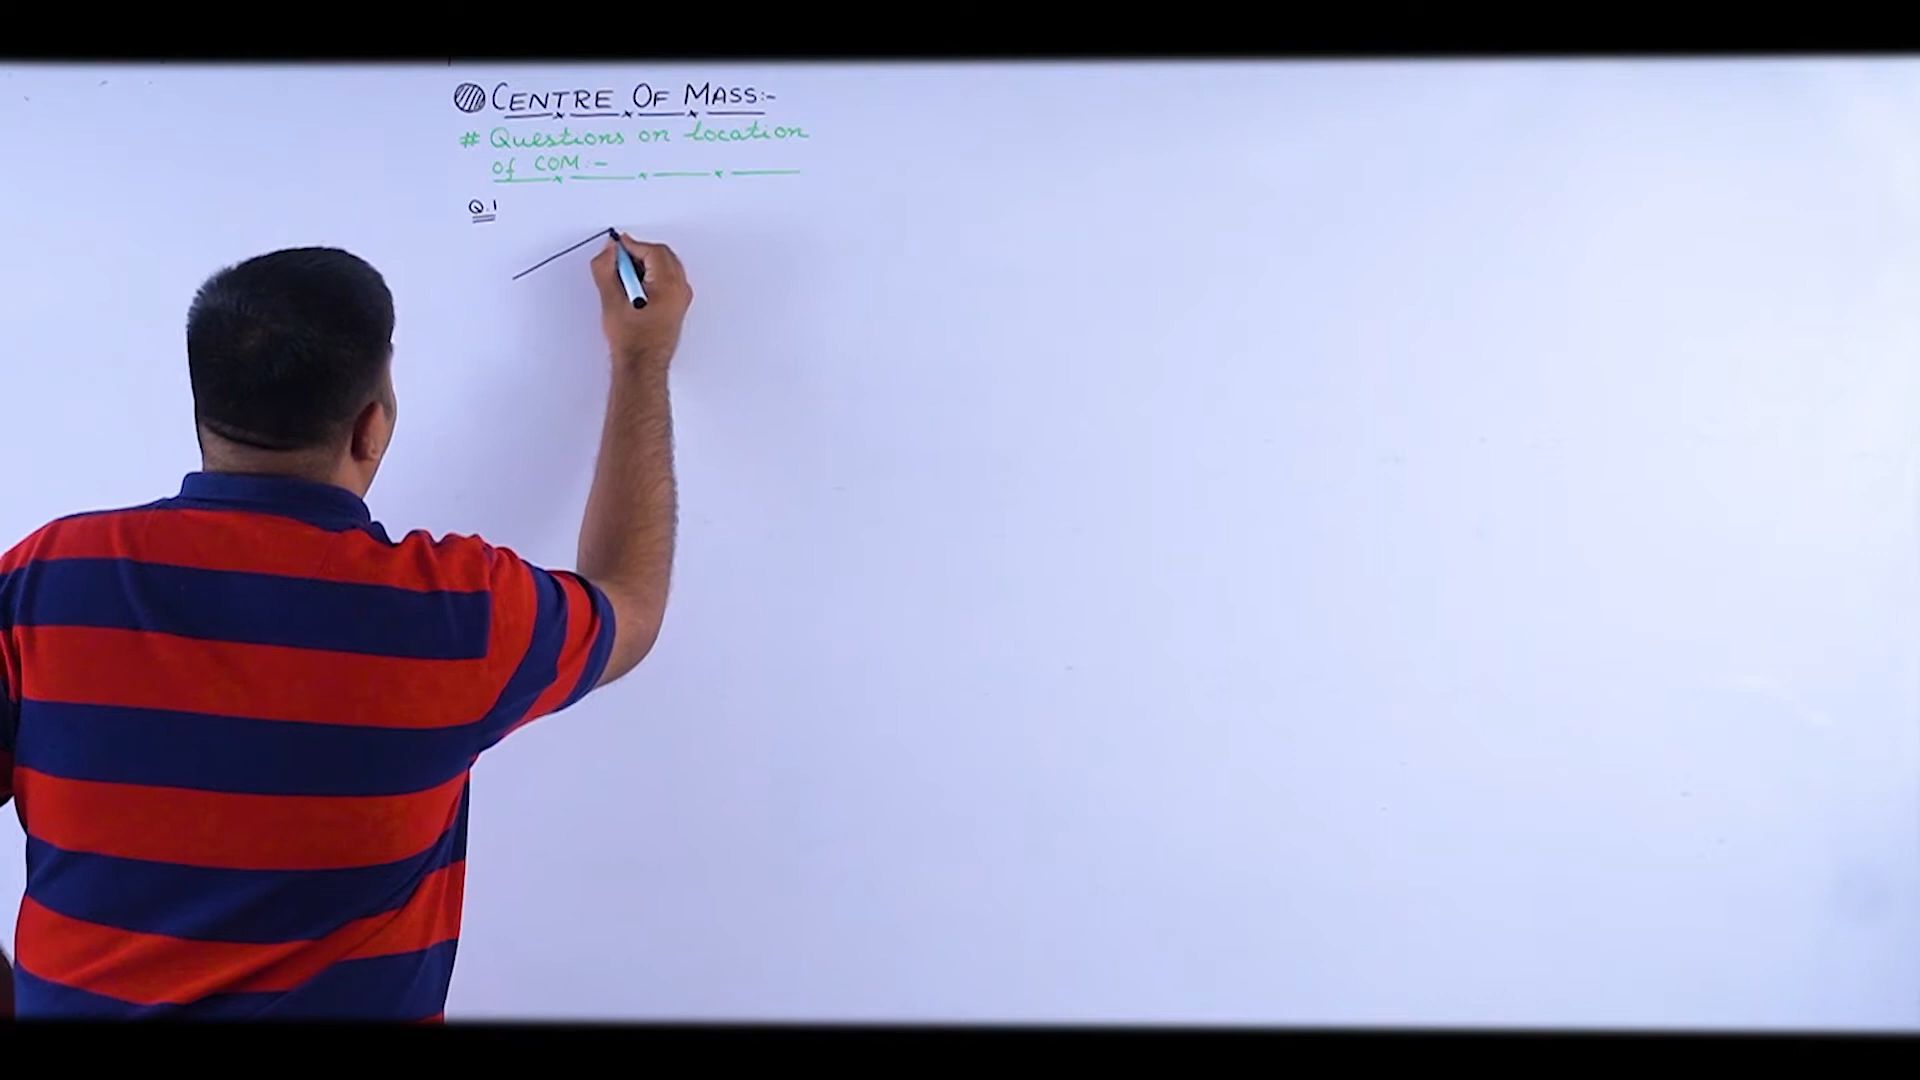 CENTRE OF MASS:-
# Questions on location
of COM:-
Q.1